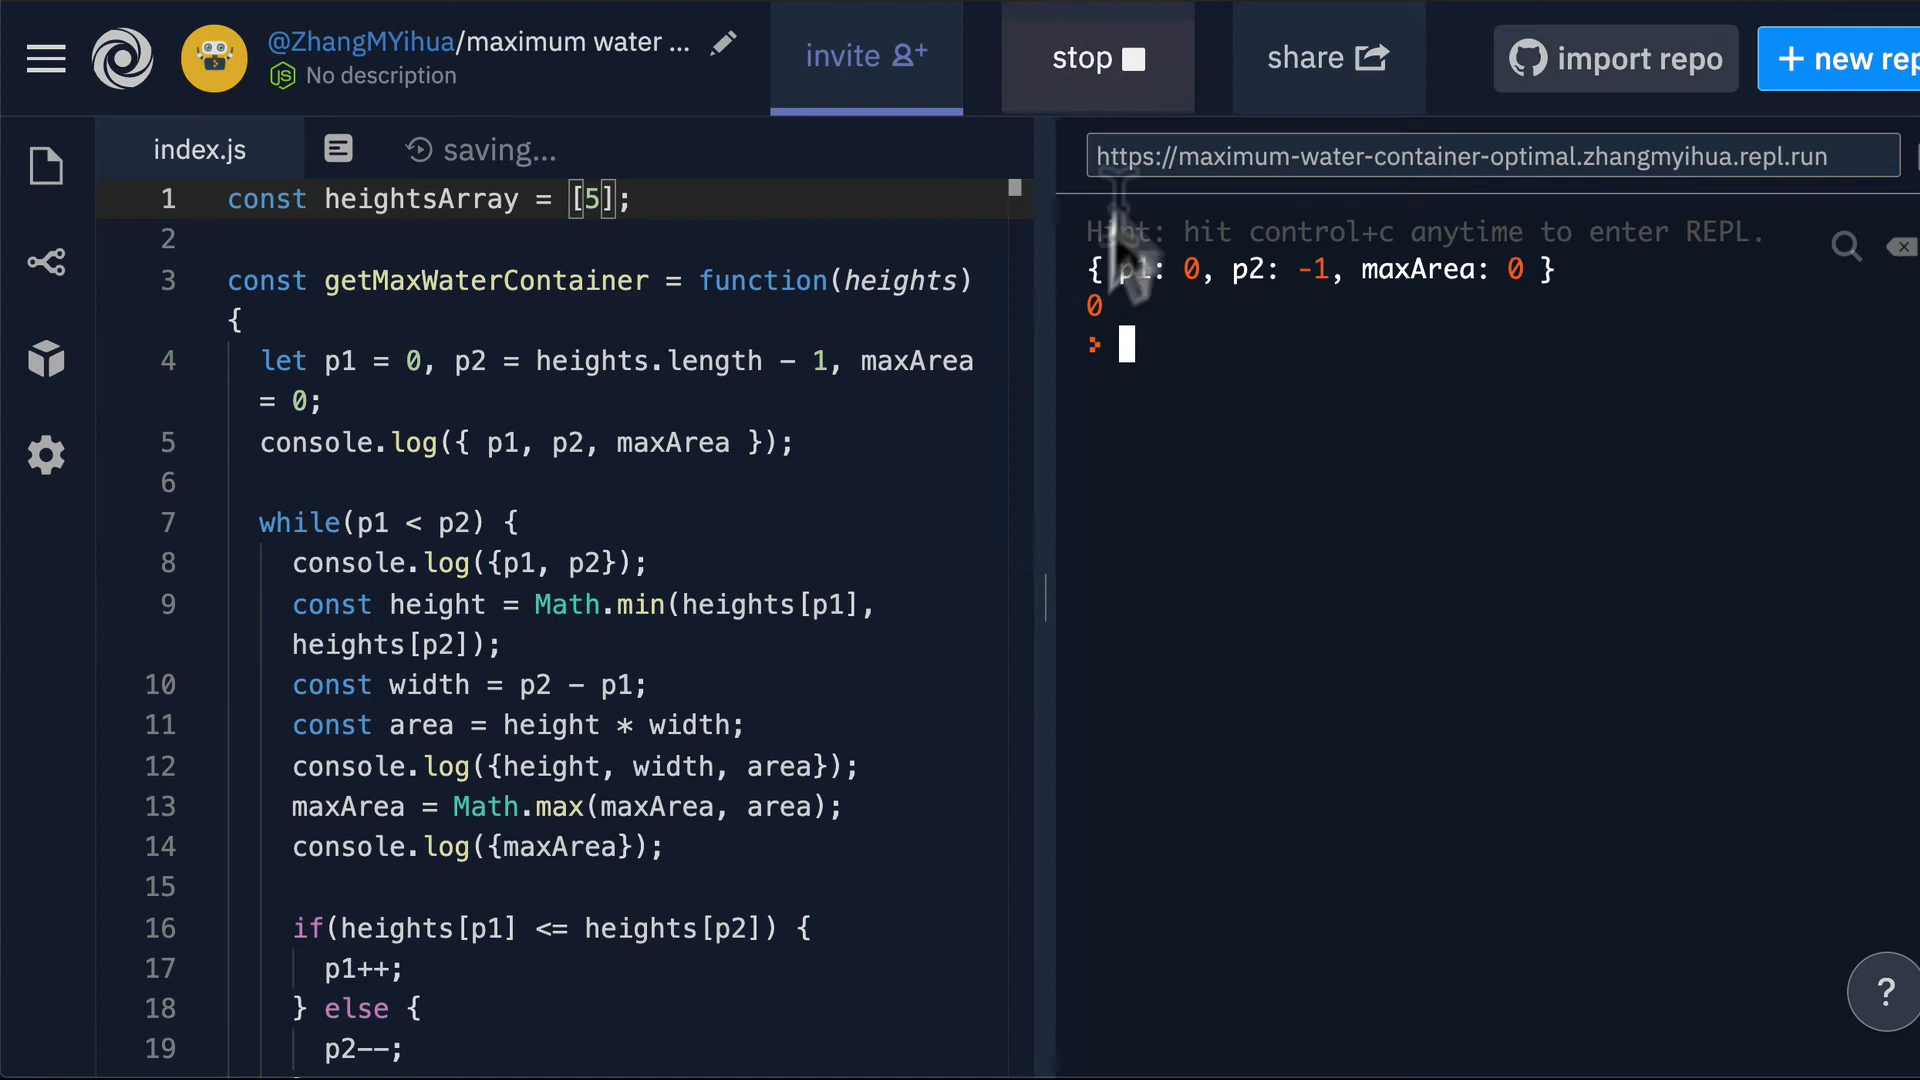 @ZhangMYihua/maximum water ...
No description
invite
stop
share
import repo
+ new rep
JS
index.js
saving...
https://maximum-water-container-optimal.zhangmyihua.repl.run
1 const heightsArray = [5];
2
3 const getMaxWaterContainer = function(heights)
{
4 let p1 = 0, p2 = heights.length - 1, maxArea
= 0;
5 console.log({ p1, p2, maxArea });
6
7 while(p1 < p2) {
8 console.log({p1, p2});
9 const height = Math.min(heights[p1],
heights[p2]);
10 const width = p2 - p1;
11 const area = height * width;
12 console.log({height, width, area});
13 maxArea = Math.max(maxArea, area);
14 console.log({maxArea});
15
16 if(heights[p1] <= heights[p2]) {
17 p1++;
18 } else {
19 p2--;
Hint: hit control+c anytime to enter REPL.
{ p1: 0, p2: -1, maxArea: 0 }
0
>
?